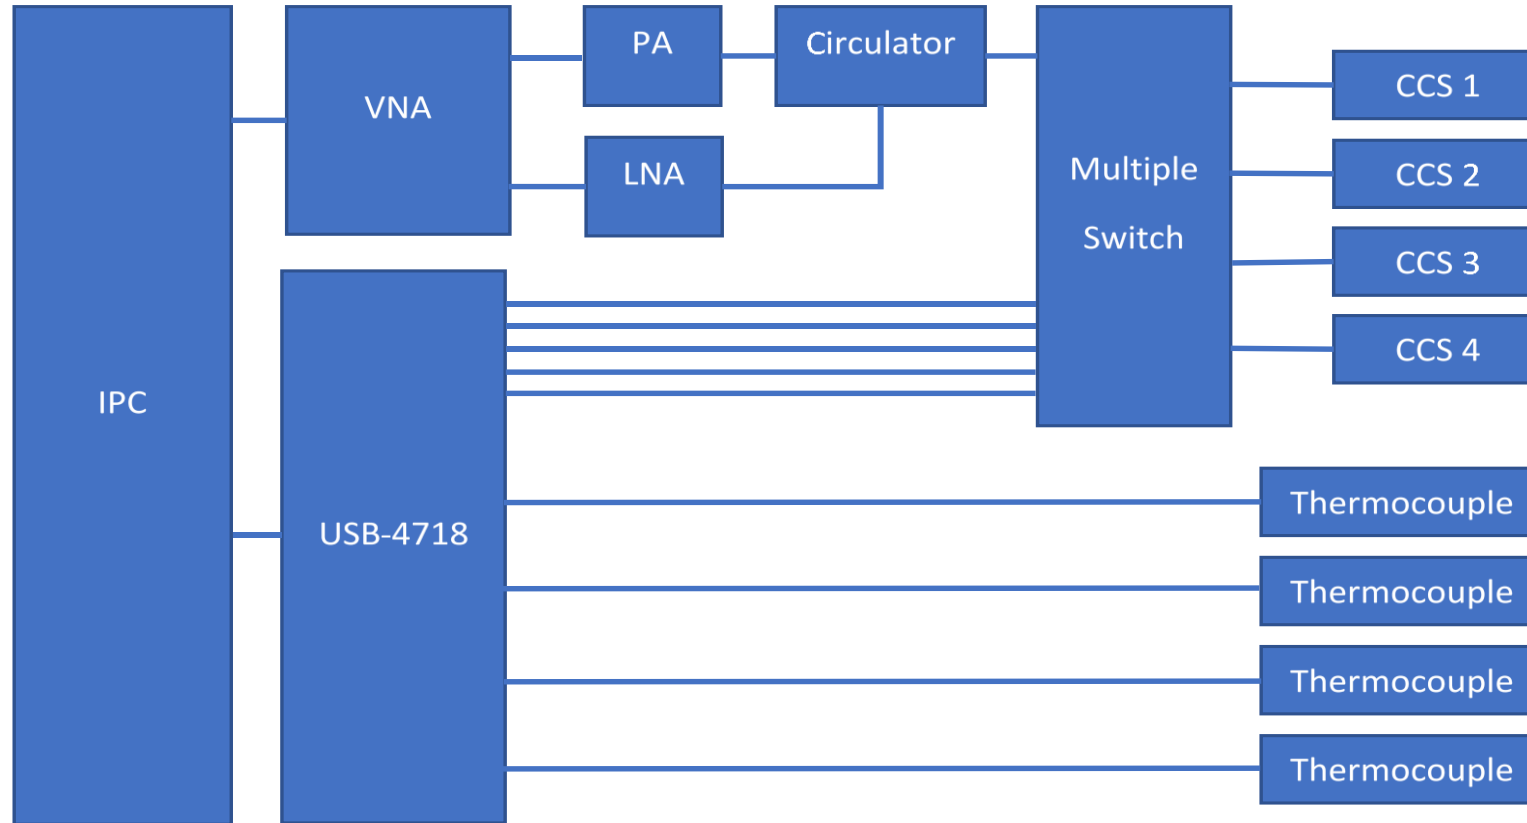 PA
Circulator
VNA
CCS 1
LNA
Multiple
Switch
CCS 2
CCS 3
CCS 4
IPC
USB-4718
Thermocouple
Thermocouple
Thermocouple
Thermocouple